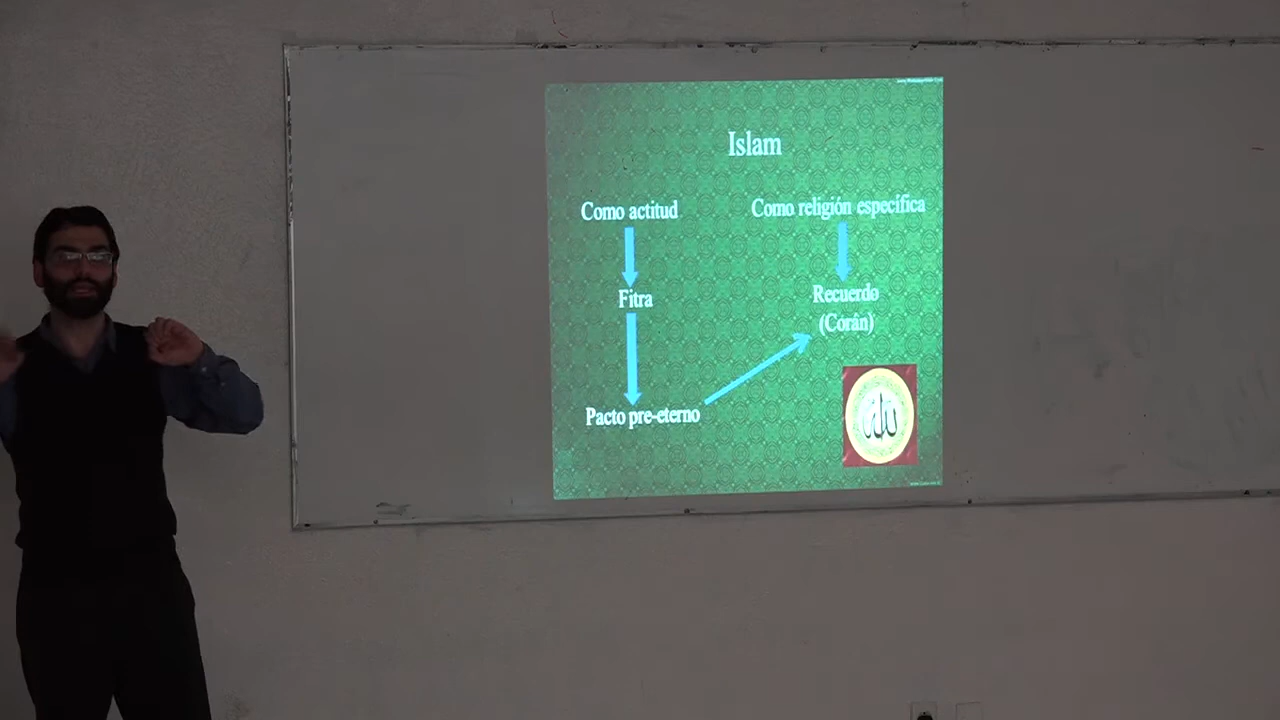 Islam
Como actitud
Como religión específica
Fitra
Recuerdo
(Corán)
Pacto pre-eterno